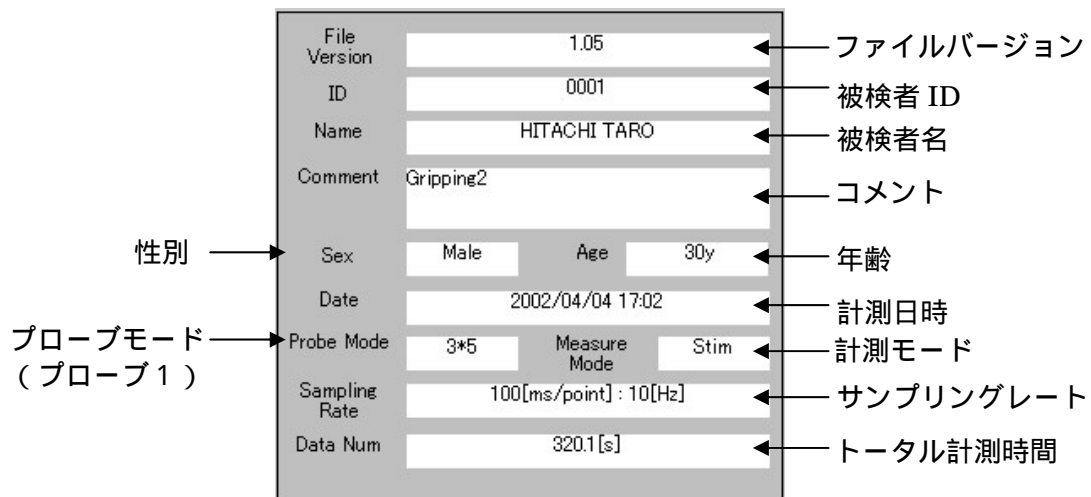 File Version 1.05 ファイルバージョン
ID 0001 被検者 ID
Name HITACHI TARO 被検者名
Comment Gripping2 コメント
性別 Sex Male Age 30y 年齢
Date 2002/04/04 17:02 計測日時
プローブモード（プローブ１） Probe Mode 3*5 Measure Mode Stim 計測モード
Sampling Rate 100[ms/point] : 10[Hz] サンプリングレート
Data Num 320.1[s] トータル計測時間